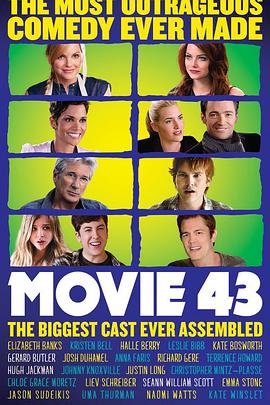 THE MOST OUTRAGEOUS
COMEDY EVER MADE
MOVIE 43
THE BIGGEST CAST EVER ASSEMBLED
ELIZABETH BANKS KRISTEN BELL HALLE BERRY LESLIE BIBB KATE BOSWORTH
GERARD BUTLER JOSH DUHAMEL ANNA FARIS RICHARD GERE TERRENCE HOWARD
HUGH JACKMAN JOHNNY KNOXVILLE JUSTIN LONG CHRISTOPHER MINTZ-PLASSE
CHLOE GRACE MORETZ LIEV SCHREIBER SEANN WILLIAM SCOTT EMMA STONE
JASON SUDEIKIS UMA THURMAN NAOMI WATTS KATE WINSLET